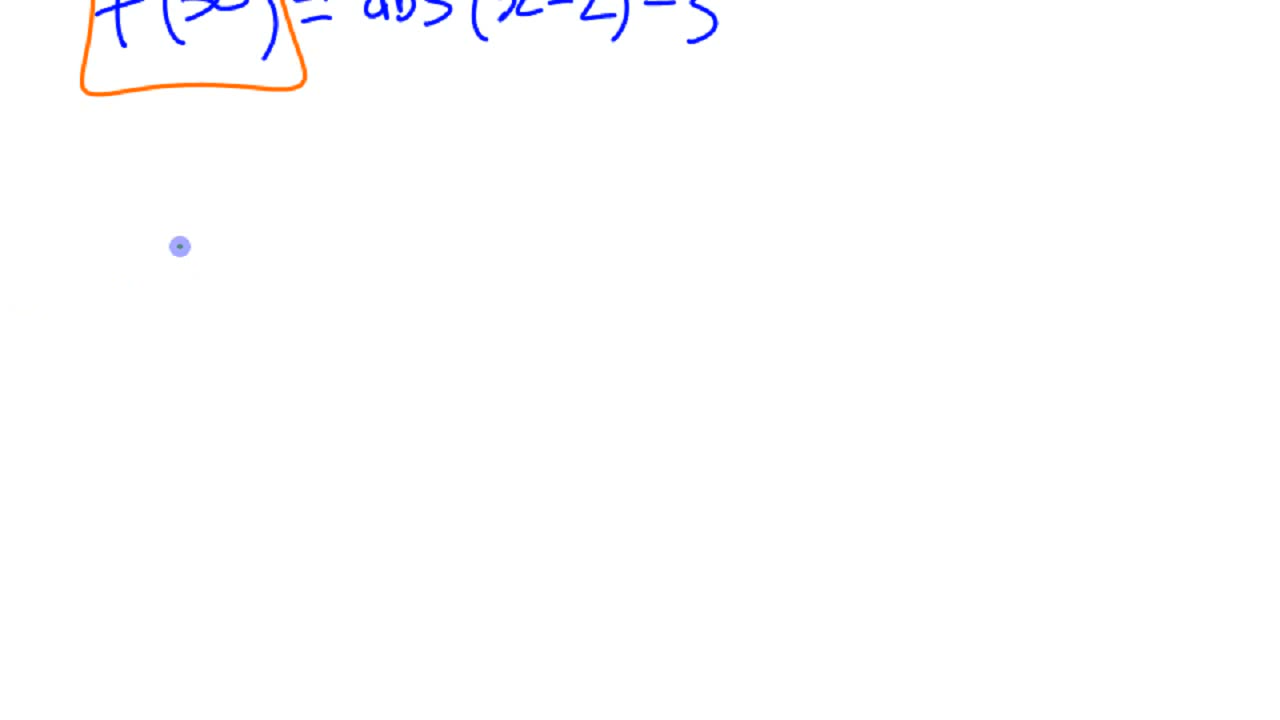 f(x) = abs(x-2)-3